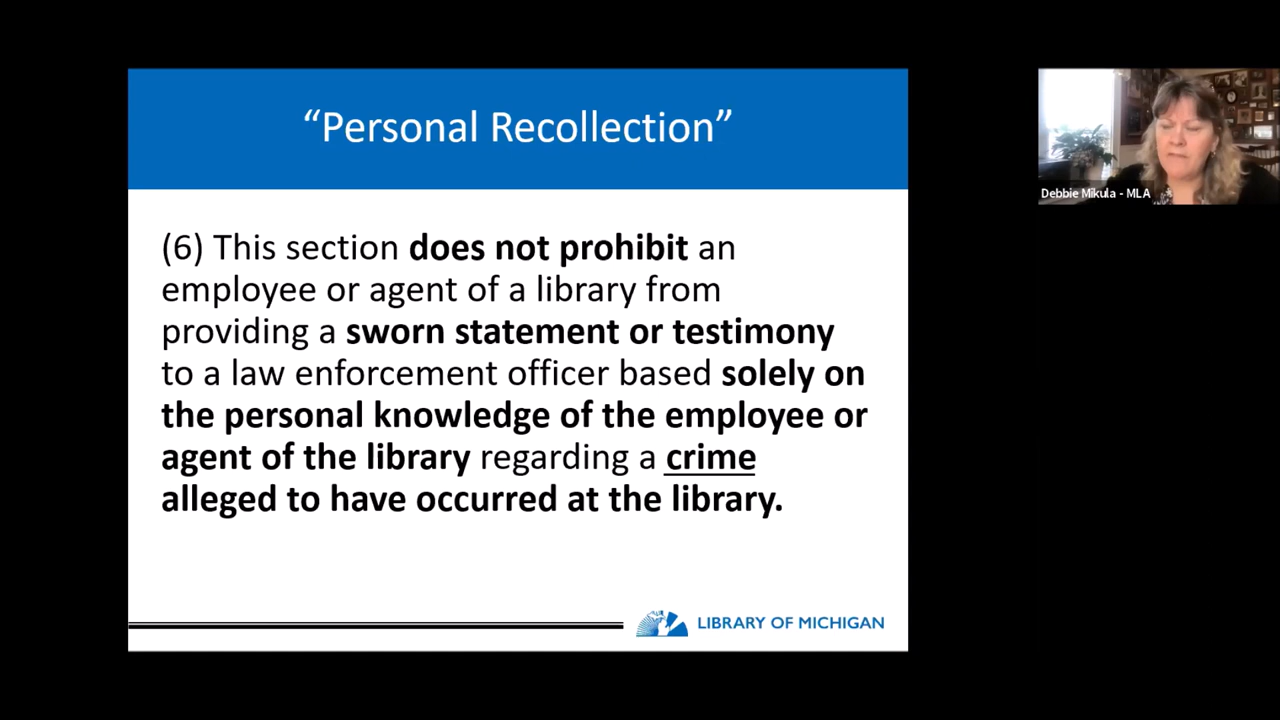 “Personal Recollection”
(6) This section does not prohibit an
employee or agent of a library from
providing a sworn statement or testimony
to a law enforcement officer based solely on
the personal knowledge of the employee or
agent of the library regarding a crime
alleged to have occurred at the library.
LIBRARY OF MICHIGAN
Debbie Mikula - MLA